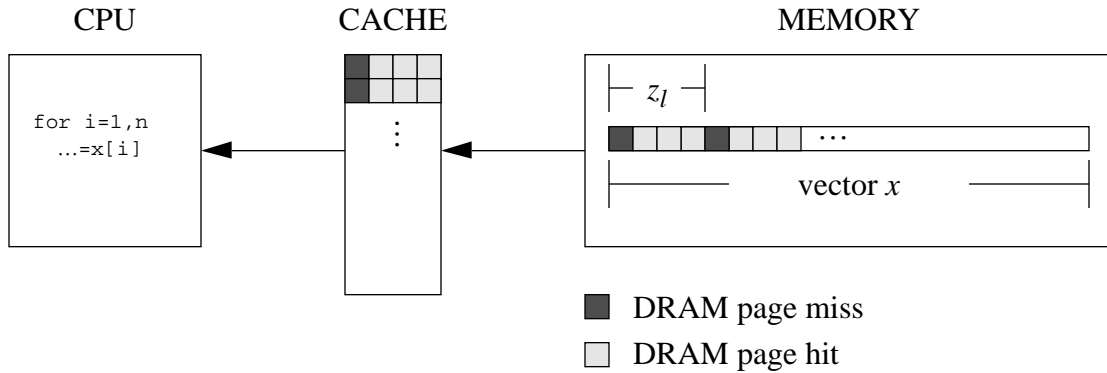 CPU
CACHE
MEMORY
for i=1,n
...=x[i]
⋮
z_l
...
vector x
DRAM page miss
DRAM page hit